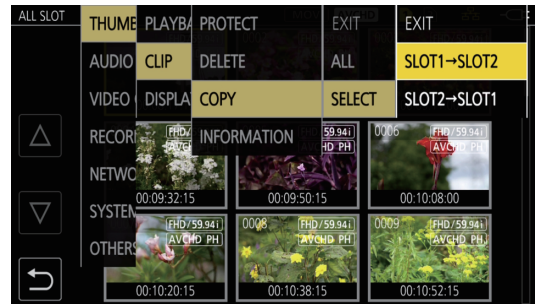 ALL SLOT
THUMB
AUDIO
VIDEO
RECOR
NETWO
SYSTEM
OTHERS
PLAYBA
CLIP
DISPLA
PROTECT
DELETE
COPY
INFORMATION
EXIT
ALL
SELECT
EXIT
SLOT1→SLOT2
SLOT2→SLOT1
FHD/
AVCH
00:09:32:15
59.94i
HD PH
00:09:50:15
0006
FHD/59.94i
AVCHD PH
00:10:08:00
FHD/59.94i
AVCHD PH
00:10:20:15
0008
FHD/59.94i
AVCHD PH
00:10:38:15
0009
FHD/59.94i
AVCHD PH
00:10:52:15